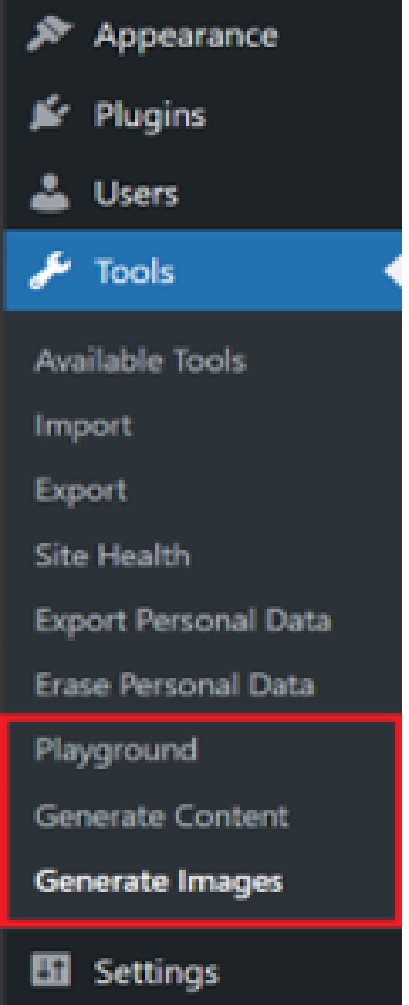 Appearance
Plugins
Users
Tools
Available Tools
Import
Export
Site Health
Export Personal Data
Erase Personal Data
Playground
Generate Content
Generate Images
Settings